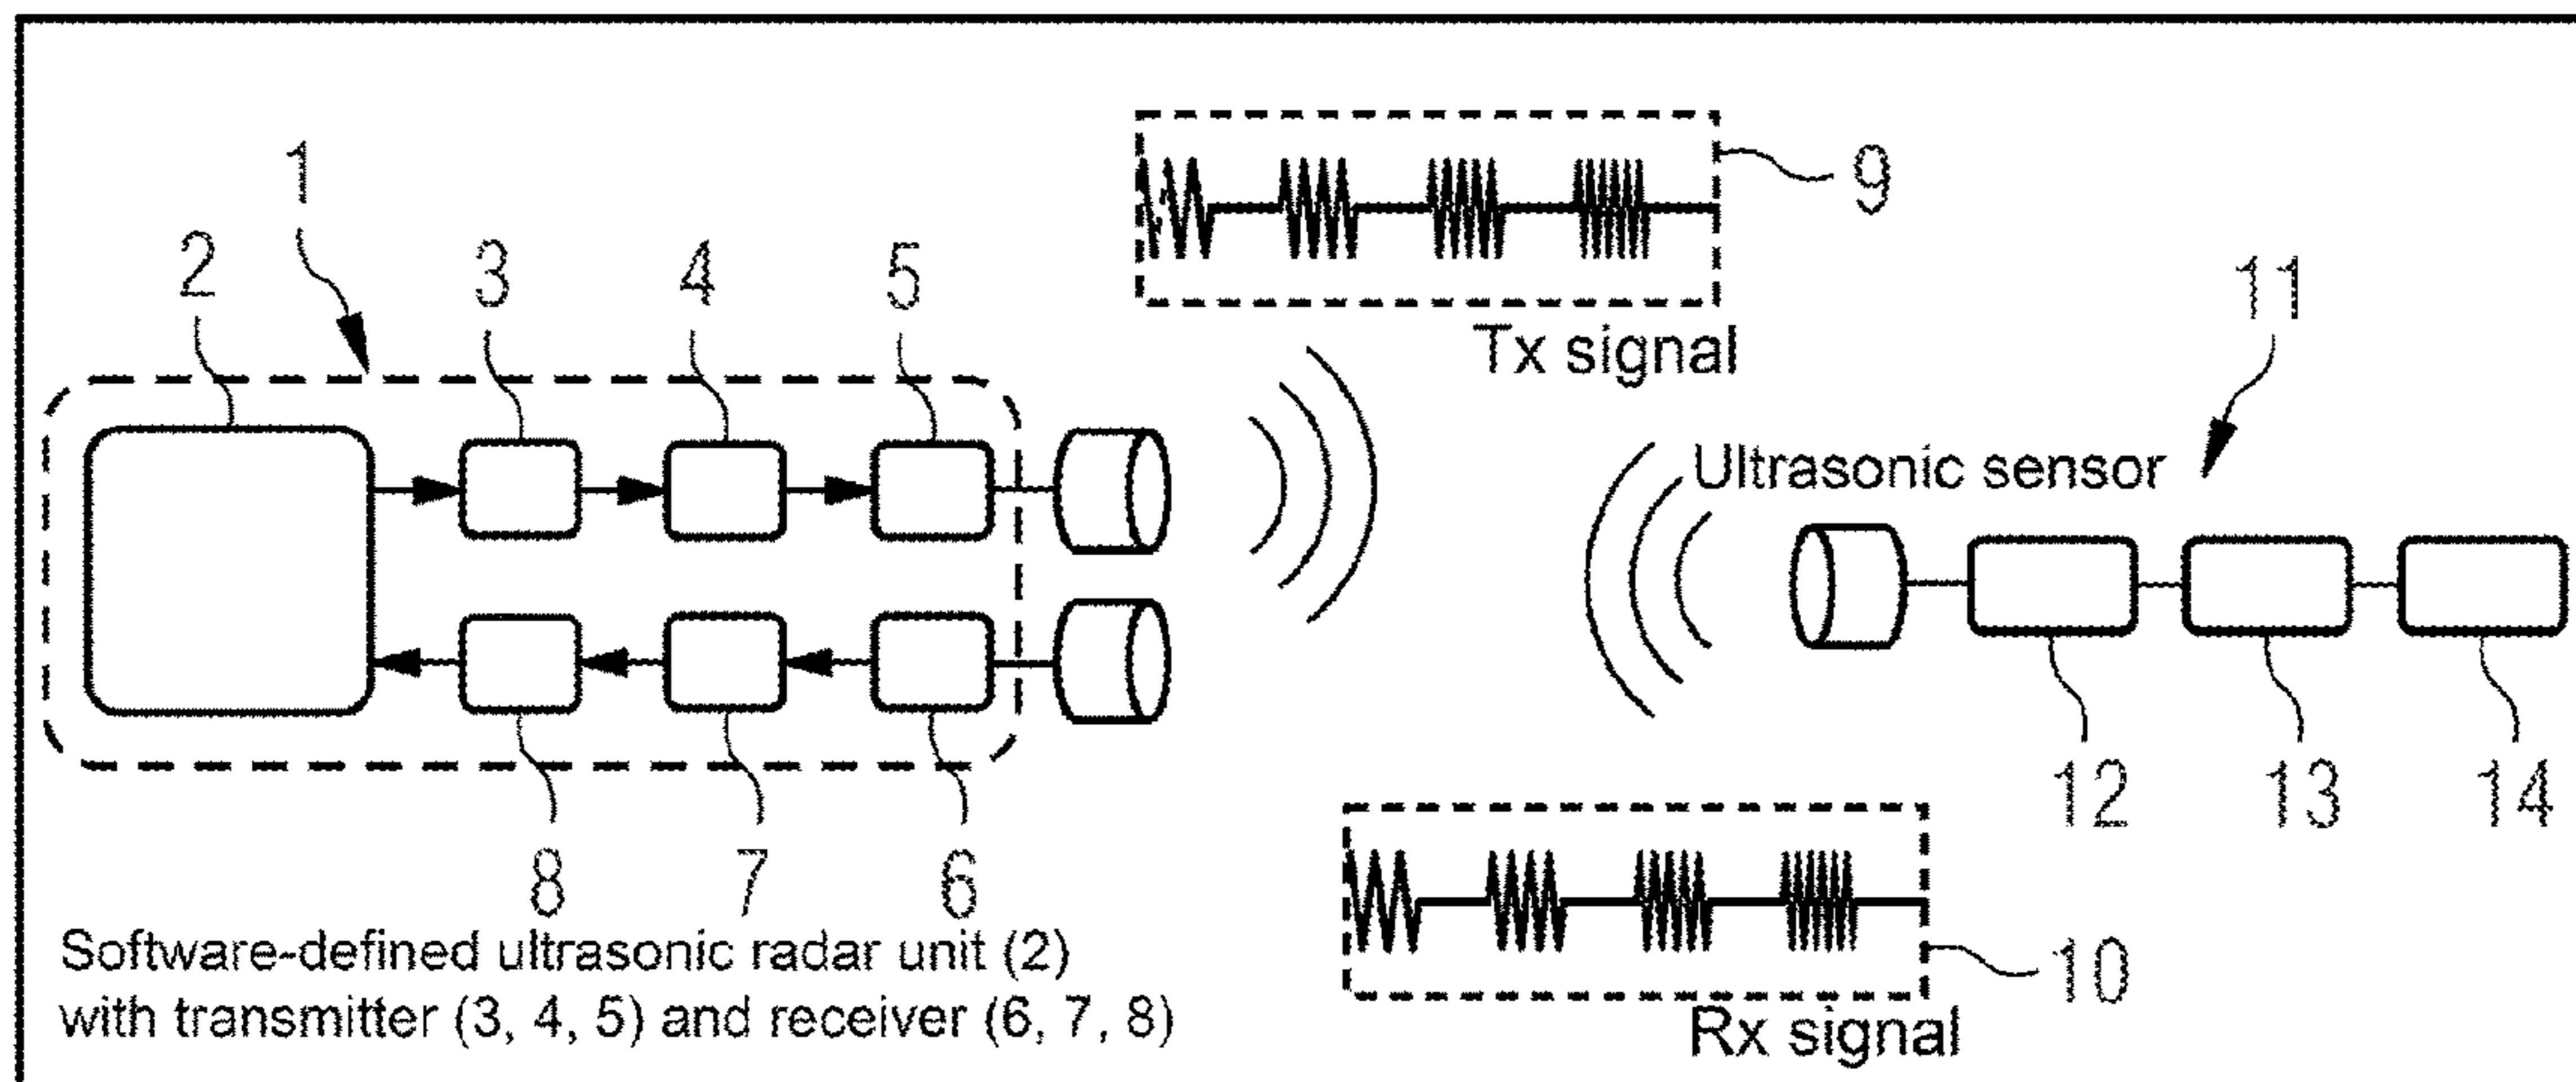 1
2
3
4
5
9
Tx signal
11
Ultrasonic sensor
12
13
14
8
7
6
Software-defined ultrasonic radar unit (2)
with transmitter (3, 4, 5) and receiver (6, 7, 8)
10
Rx signal